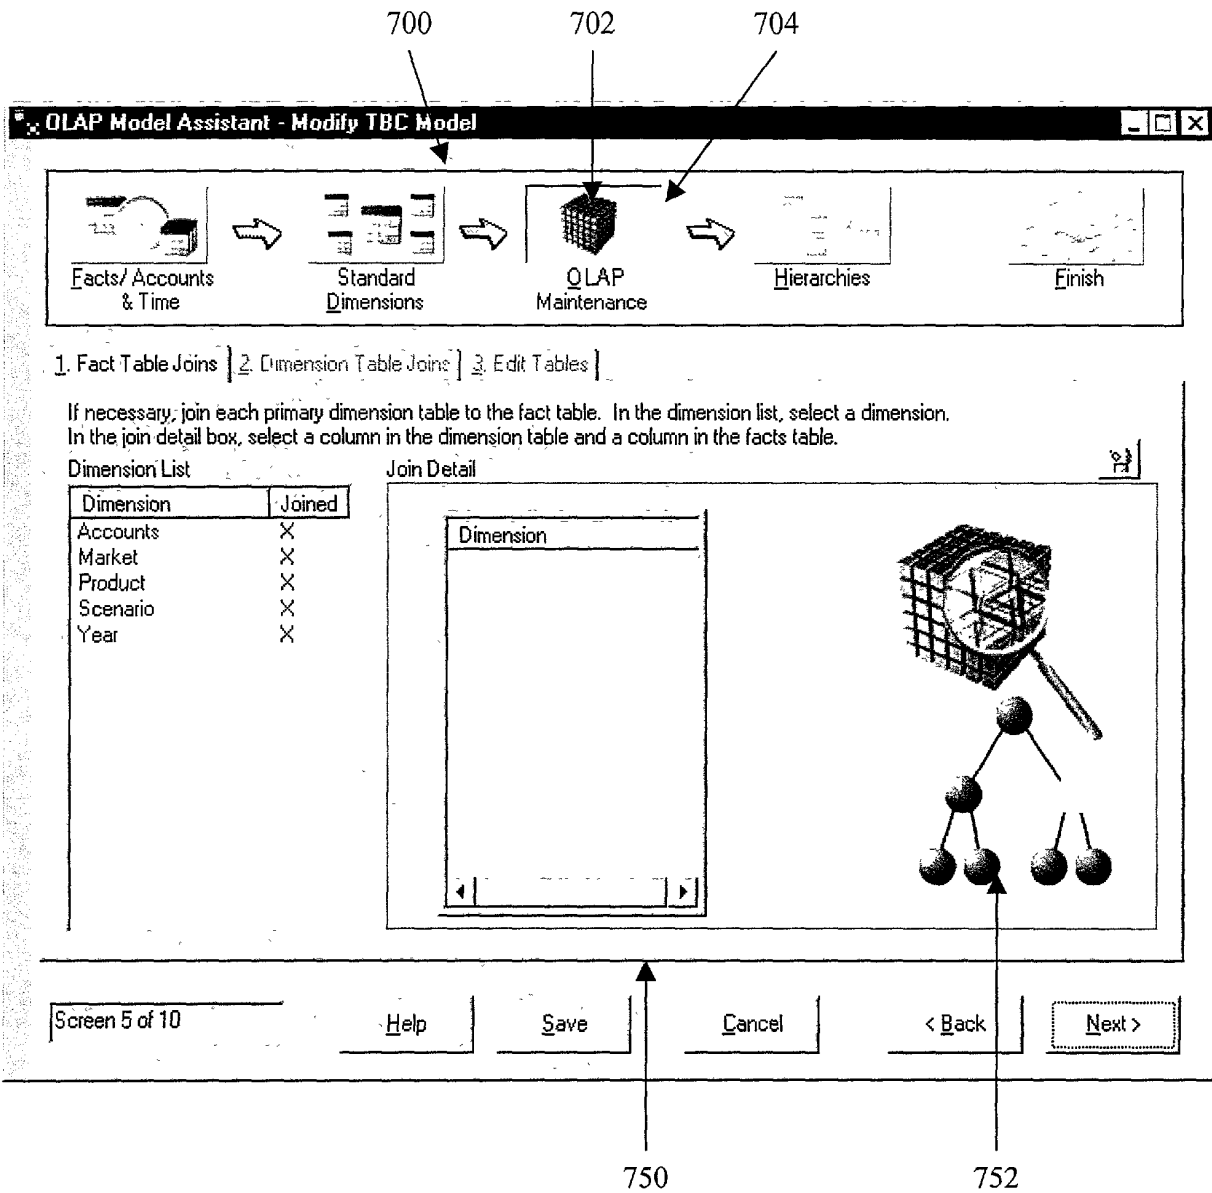 700 702 704
OLAP Model Assistant - Modify TBC Model
Facts/Accounts & Time
Standard Dimensions
OLAP Maintenance
Hierarchies
Finish
1. Fact Table Joins 2. Dimension Table Joins 3. Edit Tables
If necessary, join each primary dimension table to the fact table. In the dimension list, select a dimension.
In the join detail box, select a column in the dimension table and a column in the facts table.
Dimension List Join Detail
Dimension Joined
Dimension
Accounts X
Market X
Product X
Scenario X
Year X
Screen 5 of 10 Help Save Cancel < Back Next >
750 752